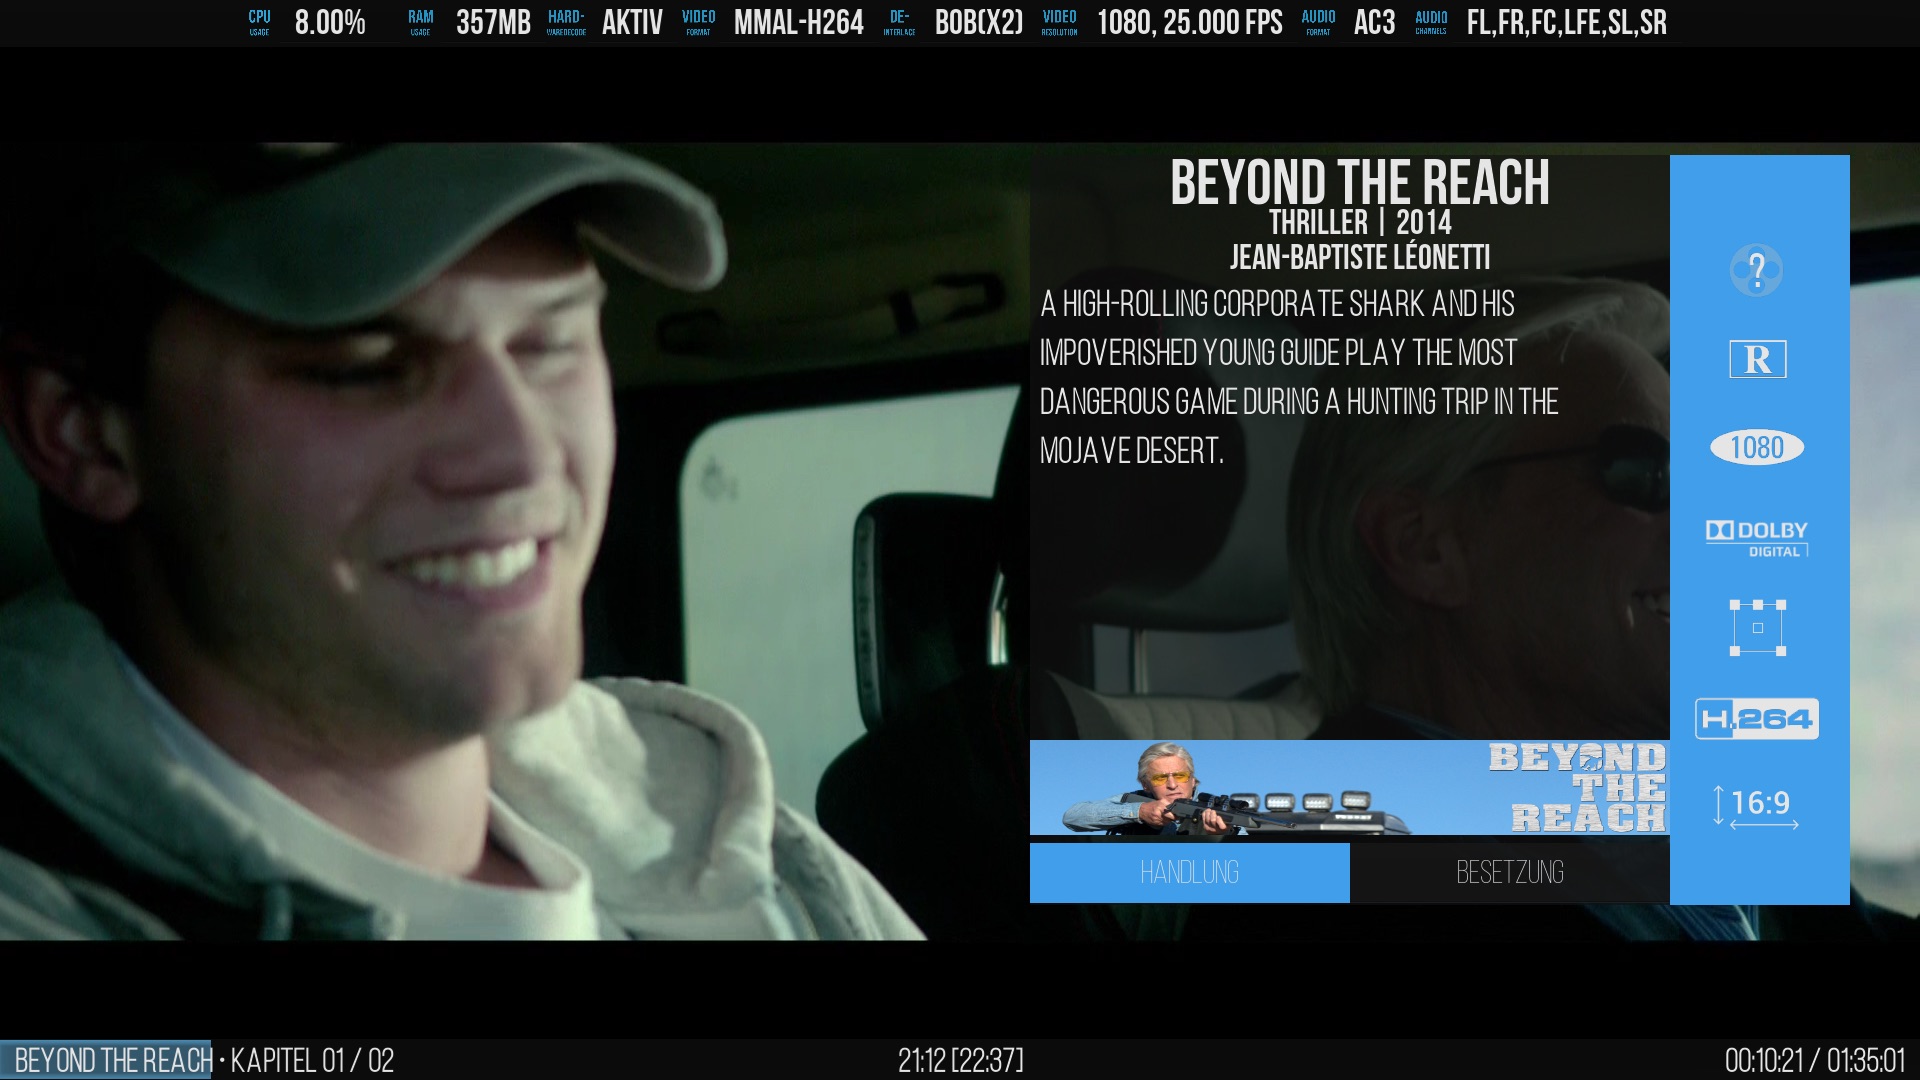 CPU USAGE 8.00% RAM USAGE 357MB HARD-WAREDECODE AKTIV VIDEO FORMAT MMAL-H264 DE-INTERLACE BOB(X2) VIDEO RESOLUTION 1080, 25.000 FPS AUDIO FORMAT AC3 AUDIO CHANNELS FL,FR,FC,LFE,SL,SR
BEYOND THE REACH
THRILLER | 2014
JEAN-BAPTISTE LÉONETTI
A HIGH-ROLLING CORPORATE SHARK AND HIS
IMPOVERISHED YOUNG GUIDE PLAY THE MOST
DANGEROUS GAME DURING A HUNTING TRIP IN THE
MOJAVE DESERT.
BEYOND
THE
REACH
HANDLUNG BESETZUNG
?
R
1080
DOLBY
DIGITAL
H.264
16:9
BEYOND THE REACH • KAPITEL 01 / 02 21:12 [22:37] 00:10:21 / 01:35:01